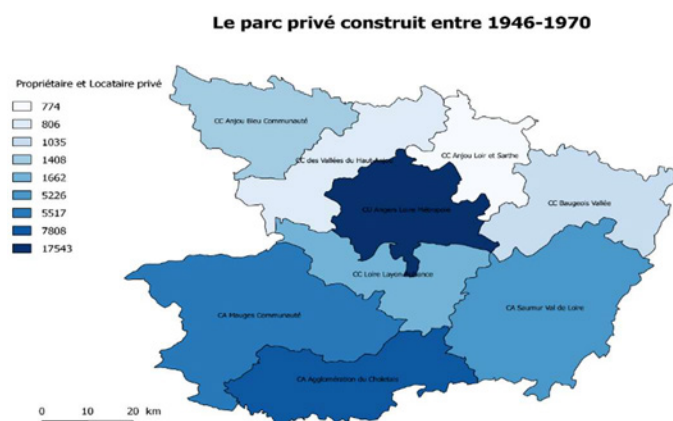 Le parc privé construit entre 1946-1970
Propriétaire et Locataire privé
774
806
1035
1408
1662
5226
5517
7808
17543
CC Anjou Bleu Communauté
CC des Vallées du Haut-Anjou
CC Anjou Loir et Sarthe
CU Angers Loire Métropole
CC Baugeois Vallée
CC Loire Layon Aubance
CA Mauges Communauté
CA Saumur Val de Loire
CA Agglomération du Choletais
0 10 20 km